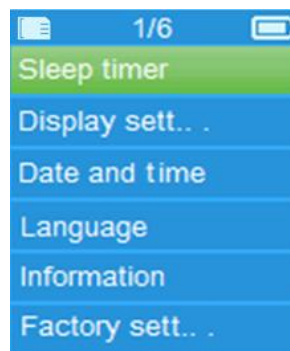 1/6
Sleep timer
Display sett.. .
Date and time
Language
Information
Factory sett.. .